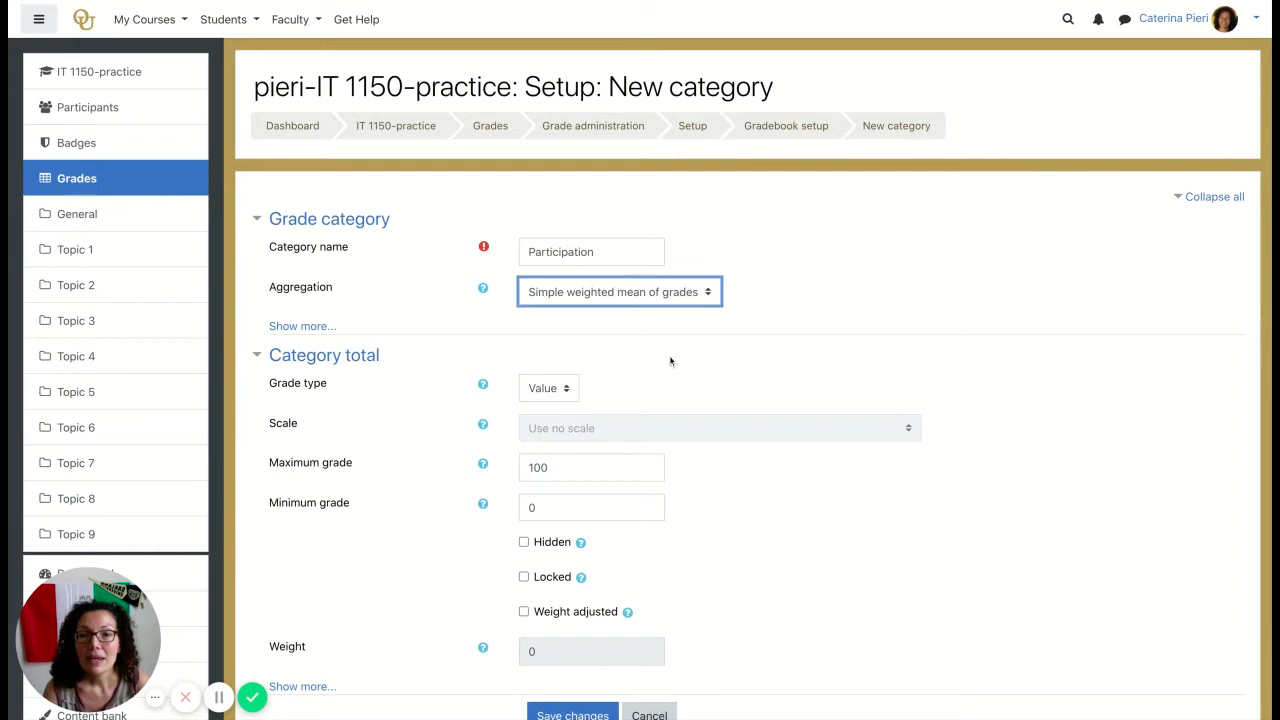 My Courses Students Faculty Get Help Caterina Pieri
IT 1150-practice
Participants
Badges
Grades
General
Topic 1
Topic 2
Topic 3
Topic 4
Topic 5
Topic 6
Topic 7
Topic 8
Topic 9
Content bank
pieri-IT 1150-practice: Setup: New category
Dashboard IT 1150-practice Grades Grade administration Setup Gradebook setup New category
Collapse all
Grade category
Category name Participation
Aggregation Simple weighted mean of grades
Show more...
Category total
Grade type Value
Scale Use no scale
Maximum grade 100
Minimum grade 0
Hidden
Locked
Weight adjusted
Weight 0
Show more...
Save changes Cancel